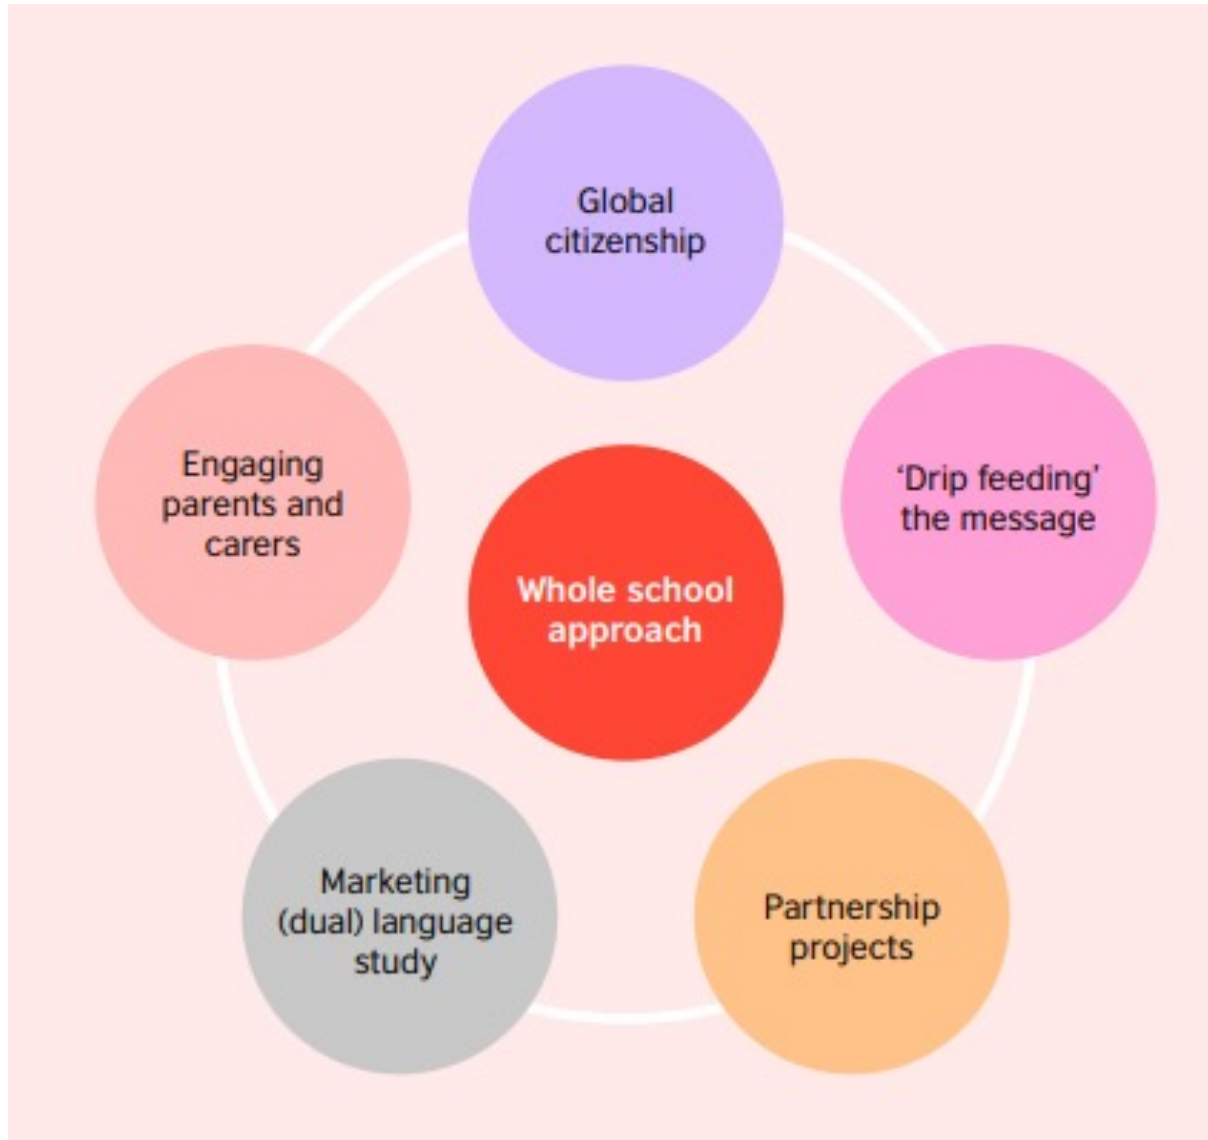 Global
citizenship
‘Drip feeding’
the message
Partnership
projects
Marketing
(dual) language
study
Engaging
parents and
carers
Whole school
approach